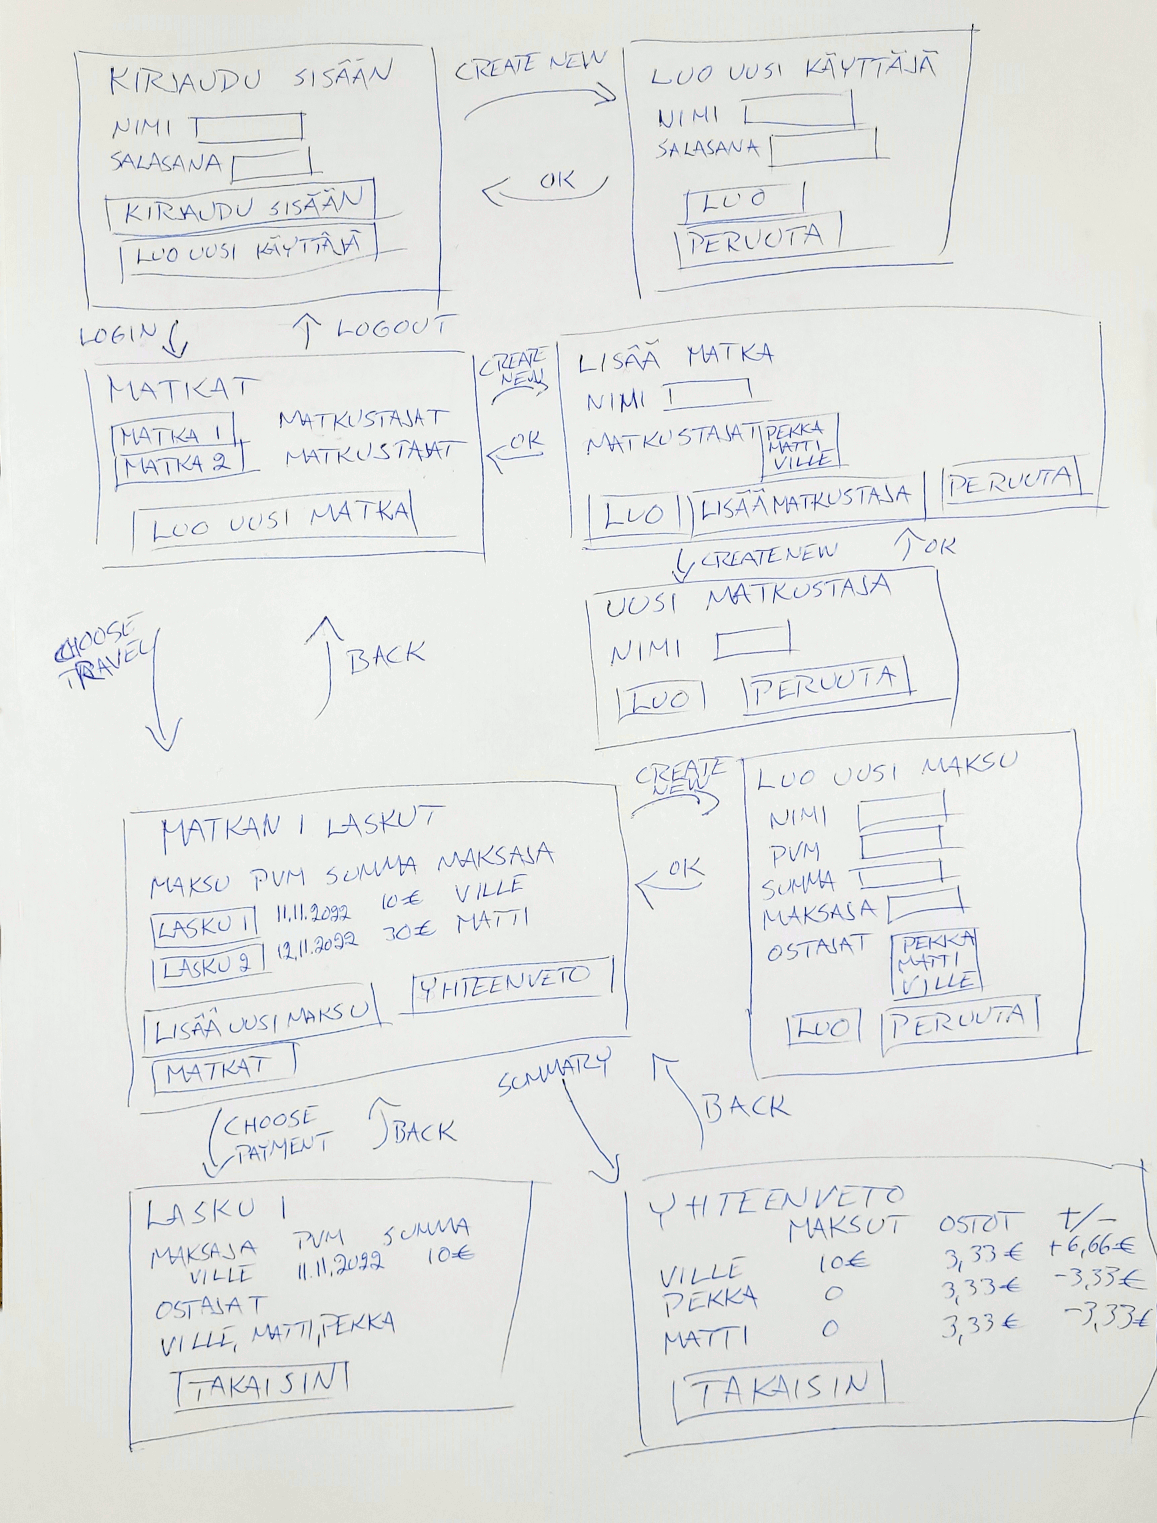 KIRJAUDU SISÄÄN
NIMI
SALASANA
KIRJAUDU SISÄÄN
LUO UUSI KÄYTTÄJÄ
CREATE NEW
OK
LUO UUSI KÄYTTÄJÄ
NIMI
SALASANA
LUO
PERUUTA
LOGIN
LOGOUT
MATKAT
MATKA 1 MATKUSTAJAT
MATKA 2 MATKUSTAJAT
LUO UUSI MATKA
CREATE
NEW
OK
LISÄÄ MATKA
NIMI
MATKUSTAJAT PEKKA
MATTI
VILLE
LUO LISÄÄ MATKUSTAJA PERUUTA
CREATE NEW
OK
UUSI MATKUSTAJA
NIMI
LUO PERUUTA
CHOOSE
TRAVEL
BACK
MATKAN 1 LASKUT
MAKSU PVM SUMMA MAKSAJA
LASKU 1 11.11.2022 10€ VILLE
LASKU 2 12.11.2022 30€ MATTI
LISÄÄ UUSI MAKSU YHTEENVETO
MATKAT
CREATE
NEW
OK
LUO UUSI MAKSU
NIMI
PVM
SUMMA
MAKSAJA
OSTAJAT PEKKA
MATTI
VILLE
LUO PERUUTA
CHOOSE
PAYMENT
BACK
SUMMARY
BACK
LASKU 1
MAKSAJA PVM SUMMA
VILLE 11.11.2022 10€
OSTAJAT
VILLE, MATTI, PEKKA
TAKAISIN
YHTEENVETO
MAKSUT OSTOT +/-
VILLE 10€ 3,33€ +6,66€
PEKKA 0 3,33€ -3,33€
MATTI 0 3,33€ -3,33€
TAKAISIN